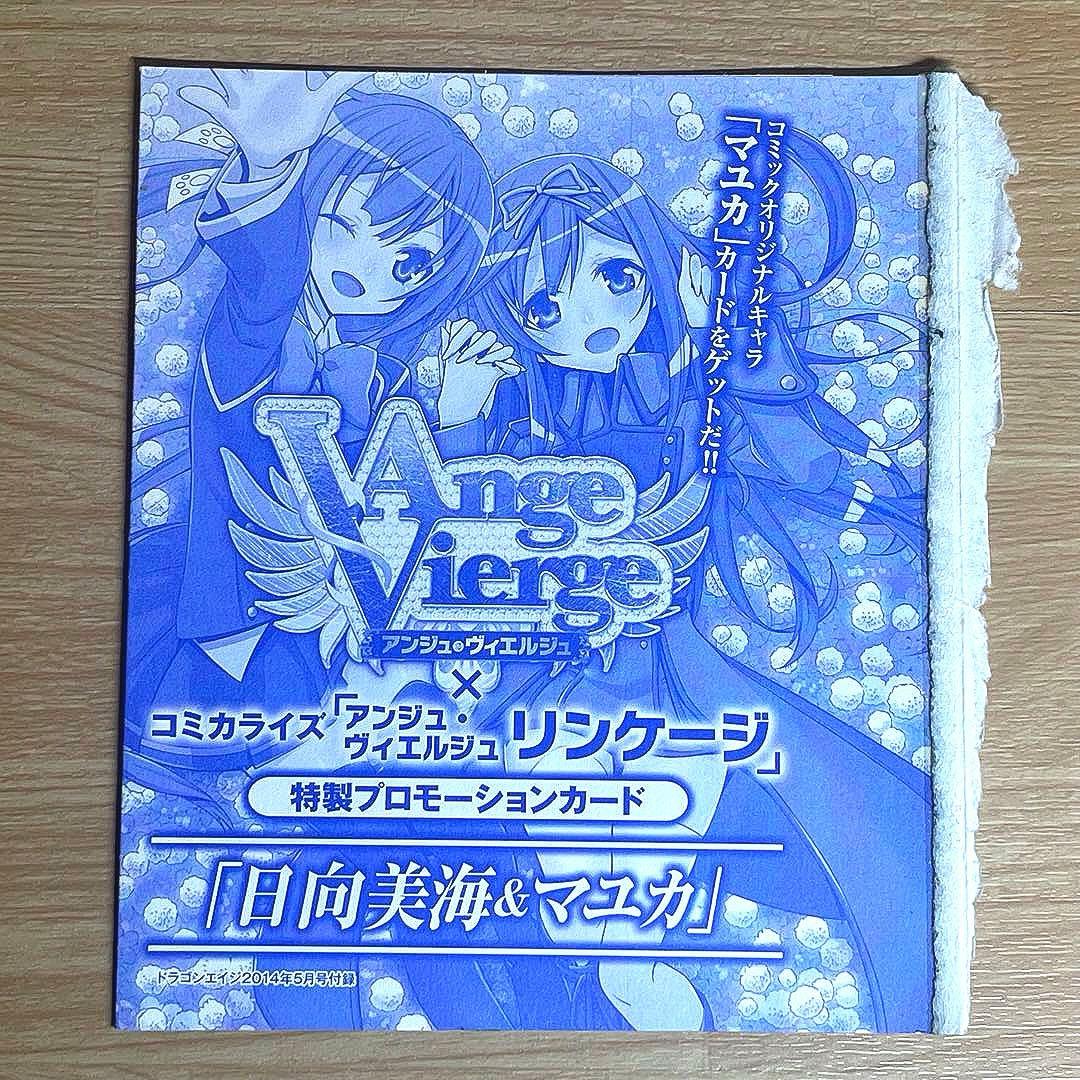 コミックオリジナルキャラ
「マユカ」カードをゲットだ!!
Ange
Vierge
アンジュ・ヴィエルジュ
×
コミカライズ「アンジュ・
ヴィエルジュ リンケージ」
特製プロモーションカード
「日向美海&マユカ」
ドラゴンエイジ2014年5月号付録